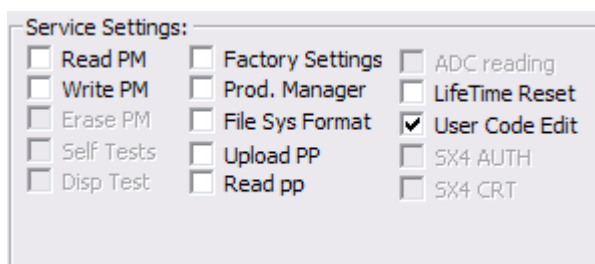 Service Settings:
Read PM
Write PM
Erase PM
Self Tests
Disp Test
Factory Settings
Prod. Manager
File Sys Format
Upload PP
Read pp
ADC reading
LifeTime Reset
User Code Edit
SX4 AUTH
SX4 CRT